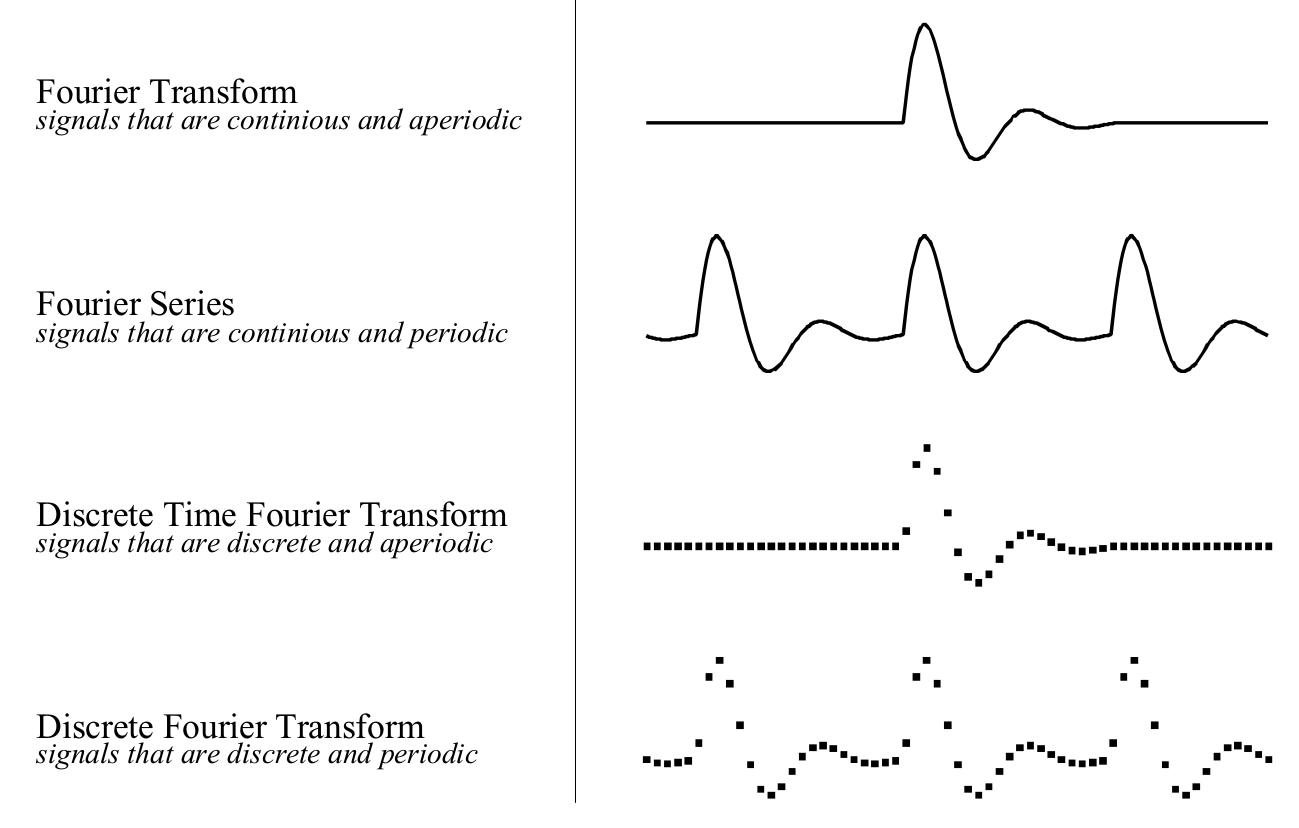 Fourier Transform
signals that are continious and aperiodic
Fourier Series
signals that are continious and periodic
Discrete Time Fourier Transform
signals that are discrete and aperiodic
Discrete Fourier Transform
signals that are discrete and periodic